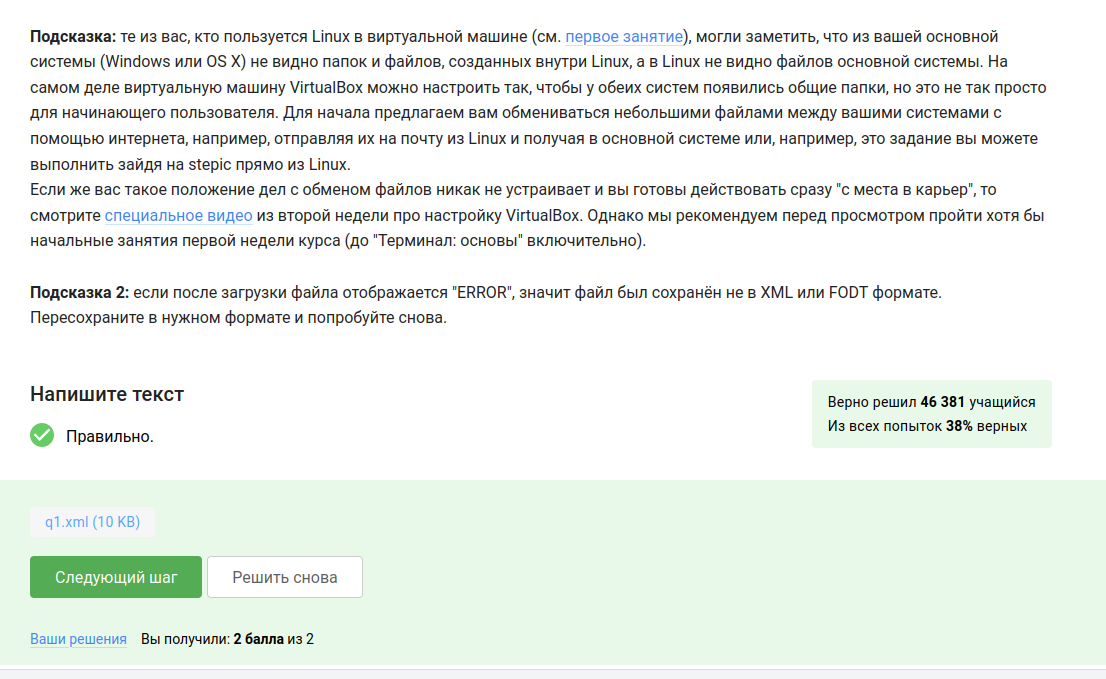 Подсказка: те из вас, кто пользуется Linux в виртуальной машине (см. первое занятие), могли заметить, что из вашей основной
системы (Windows или OS X) не видно папок и файлов, созданных внутри Linux, а в Linux не видно файлов основной системы. На
самом деле виртуальную машину VirtualBox можно настроить так, чтобы у обеих систем появились общие папки, но это не так просто
для начинающего пользователя. Для начала предлагаем вам обмениваться небольшими файлами между вашими системами с
помощью интернета, например, отправляя их на почту из Linux и получая в основной системе или, например, это задание вы можете
выполнить зайдя на stepic прямо из Linux.
Если же вас такое положение дел с обменом файлов никак не устраивает и вы готовы действовать сразу "с места в карьер", то
смотрите специальное видео из второй недели про настройку VirtualBox. Однако мы рекомендуем перед просмотром пройти хотя бы
начальные занятия первой недели курса (до "Терминал: основы" включительно).
Подсказка 2: если после загрузки файла отображается "ERROR", значит файл был сохранён не в XML или FODT формате.
Пересохраните в нужном формате и попробуйте снова.
Напишите текст
Верно решил 46 381 учащийся
Из всех попыток 38% верных
Правильно.
q1.xml (10 KB)
Следующий шаг
Решить снова
Ваши решения Вы получили: 2 балла из 2